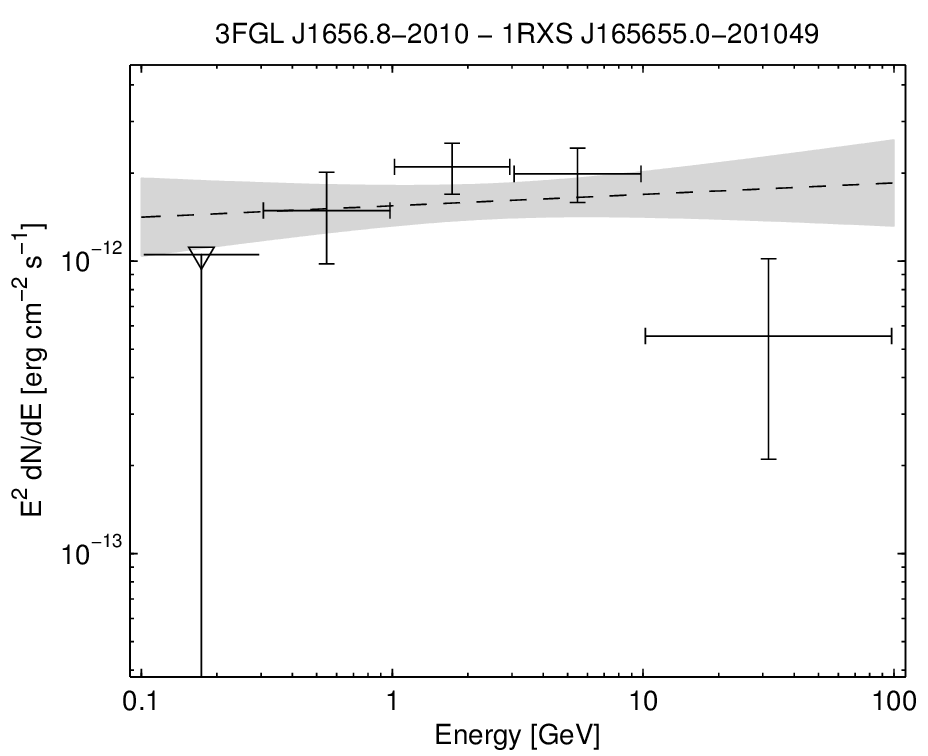 3FGL J1656.8−2010 − 1RXS J165655.0−201049
E² dN/dE [erg cm⁻² s⁻¹]
10⁻¹²
10⁻¹³
0.1 1 10 100
Energy [GeV]